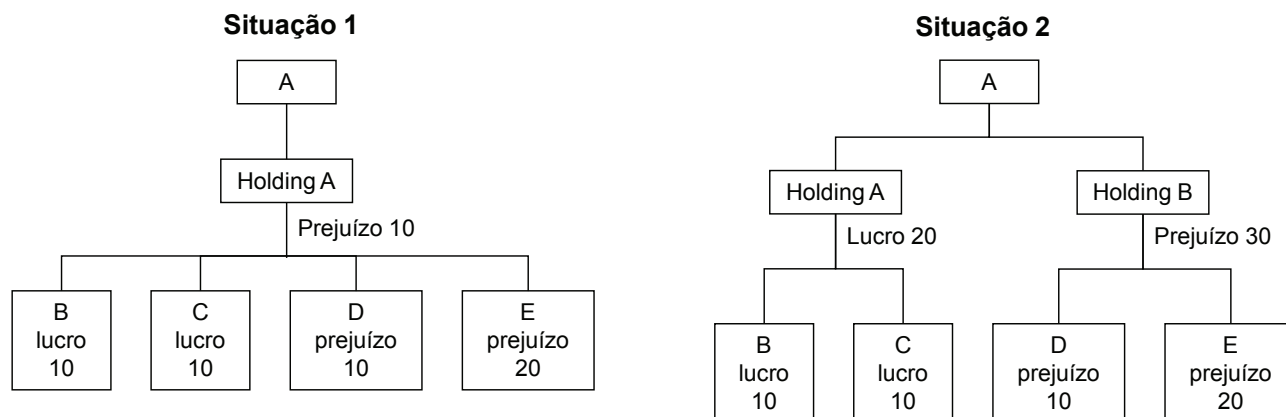 Situação 1
A
Holding A
Prejuízo 10
B
lucro
10
C
lucro
10
D
prejuízo
10
E
prejuízo
20
Situação 2
A
Holding A
Holding B
Lucro 20
Prejuízo 30
B
lucro
10
C
lucro
10
D
prejuízo
10
E
prejuízo
20